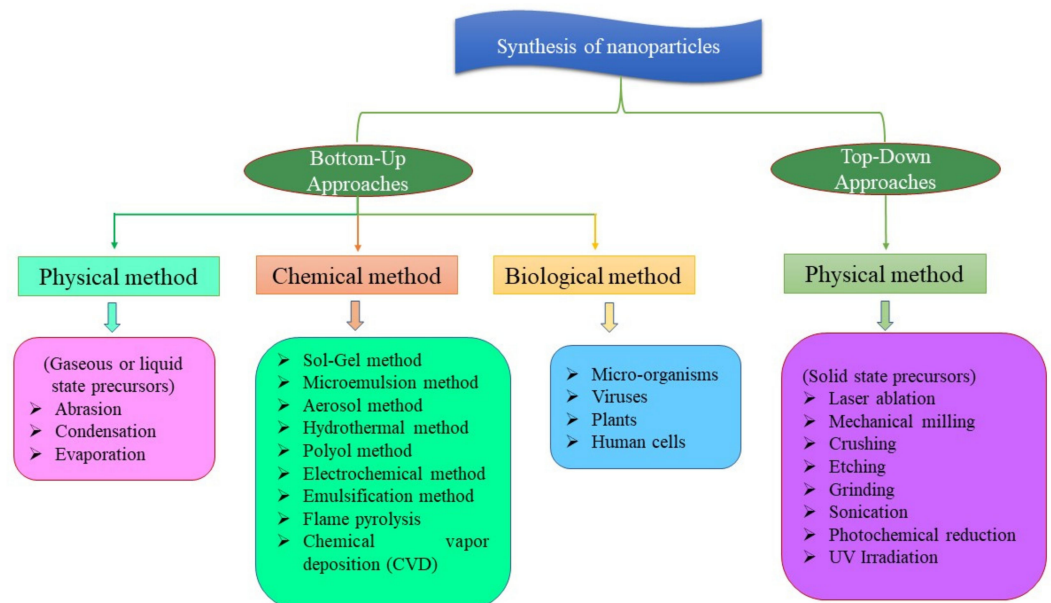 Synthesis of nanoparticles
Bottom-Up
Approaches
Top-Down
Approaches
Physical method
Chemical method
Biological method
Physical method
(Gaseous or liquid
state precursors)
➢ Abrasion
➢ Condensation
➢ Evaporation
➢ Sol-Gel method
➢ Microemulsion method
➢ Aerosol method
➢ Hydrothermal method
➢ Polyol method
➢ Electrochemical method
➢ Emulsification method
➢ Flame pyrolysis
➢ Chemical vapor
deposition (CVD)
➢ Micro-organisms
➢ Viruses
➢ Plants
➢ Human cells
(Solid state precursors)
➢ Laser ablation
➢ Mechanical milling
➢ Crushing
➢ Etching
➢ Grinding
➢ Sonication
➢ Photochemical reduction
➢ UV Irradiation